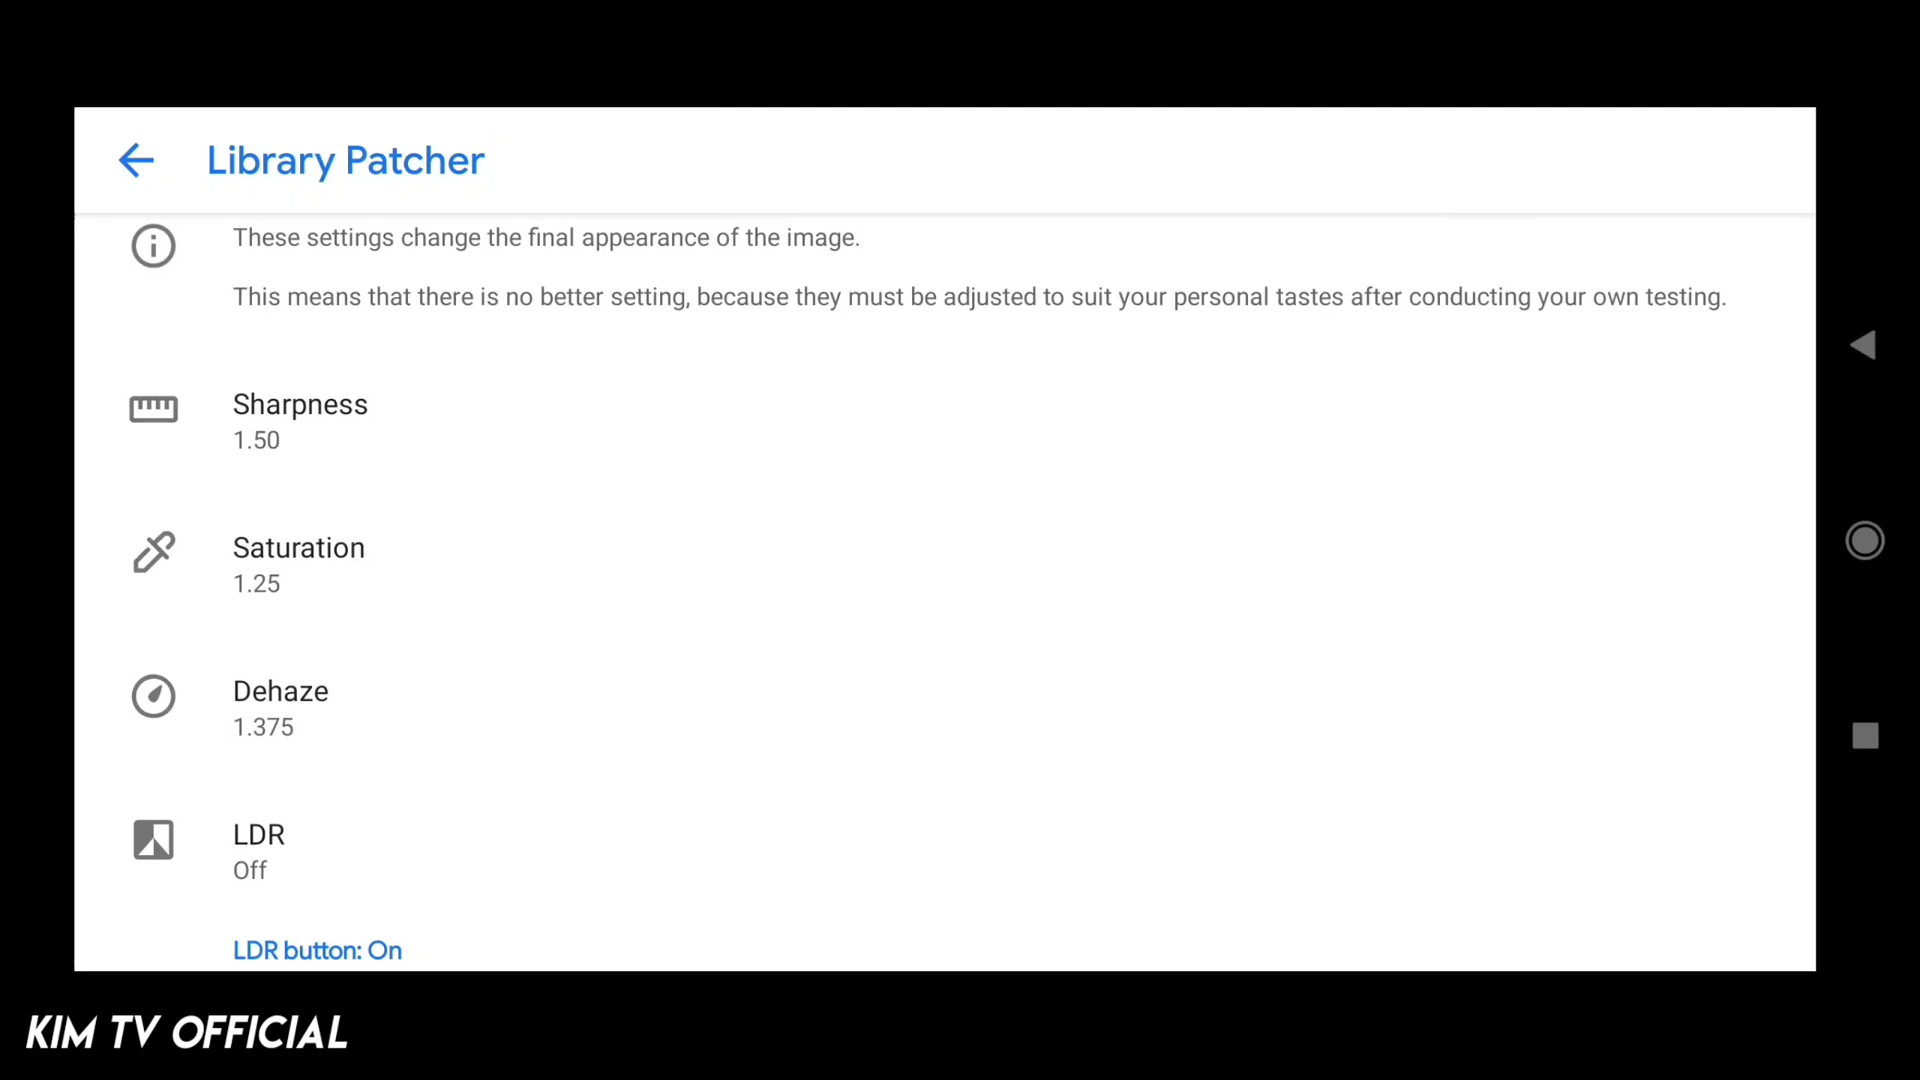 Library Patcher
These settings change the final appearance of the image.
This means that there is no better setting, because they must be adjusted to suit your personal tastes after conducting your own testing.
Sharpness
1.50
Saturation
1.25
Dehaze
1.375
LDR
Off
LDR button: On
KIM TV OFFICIAL